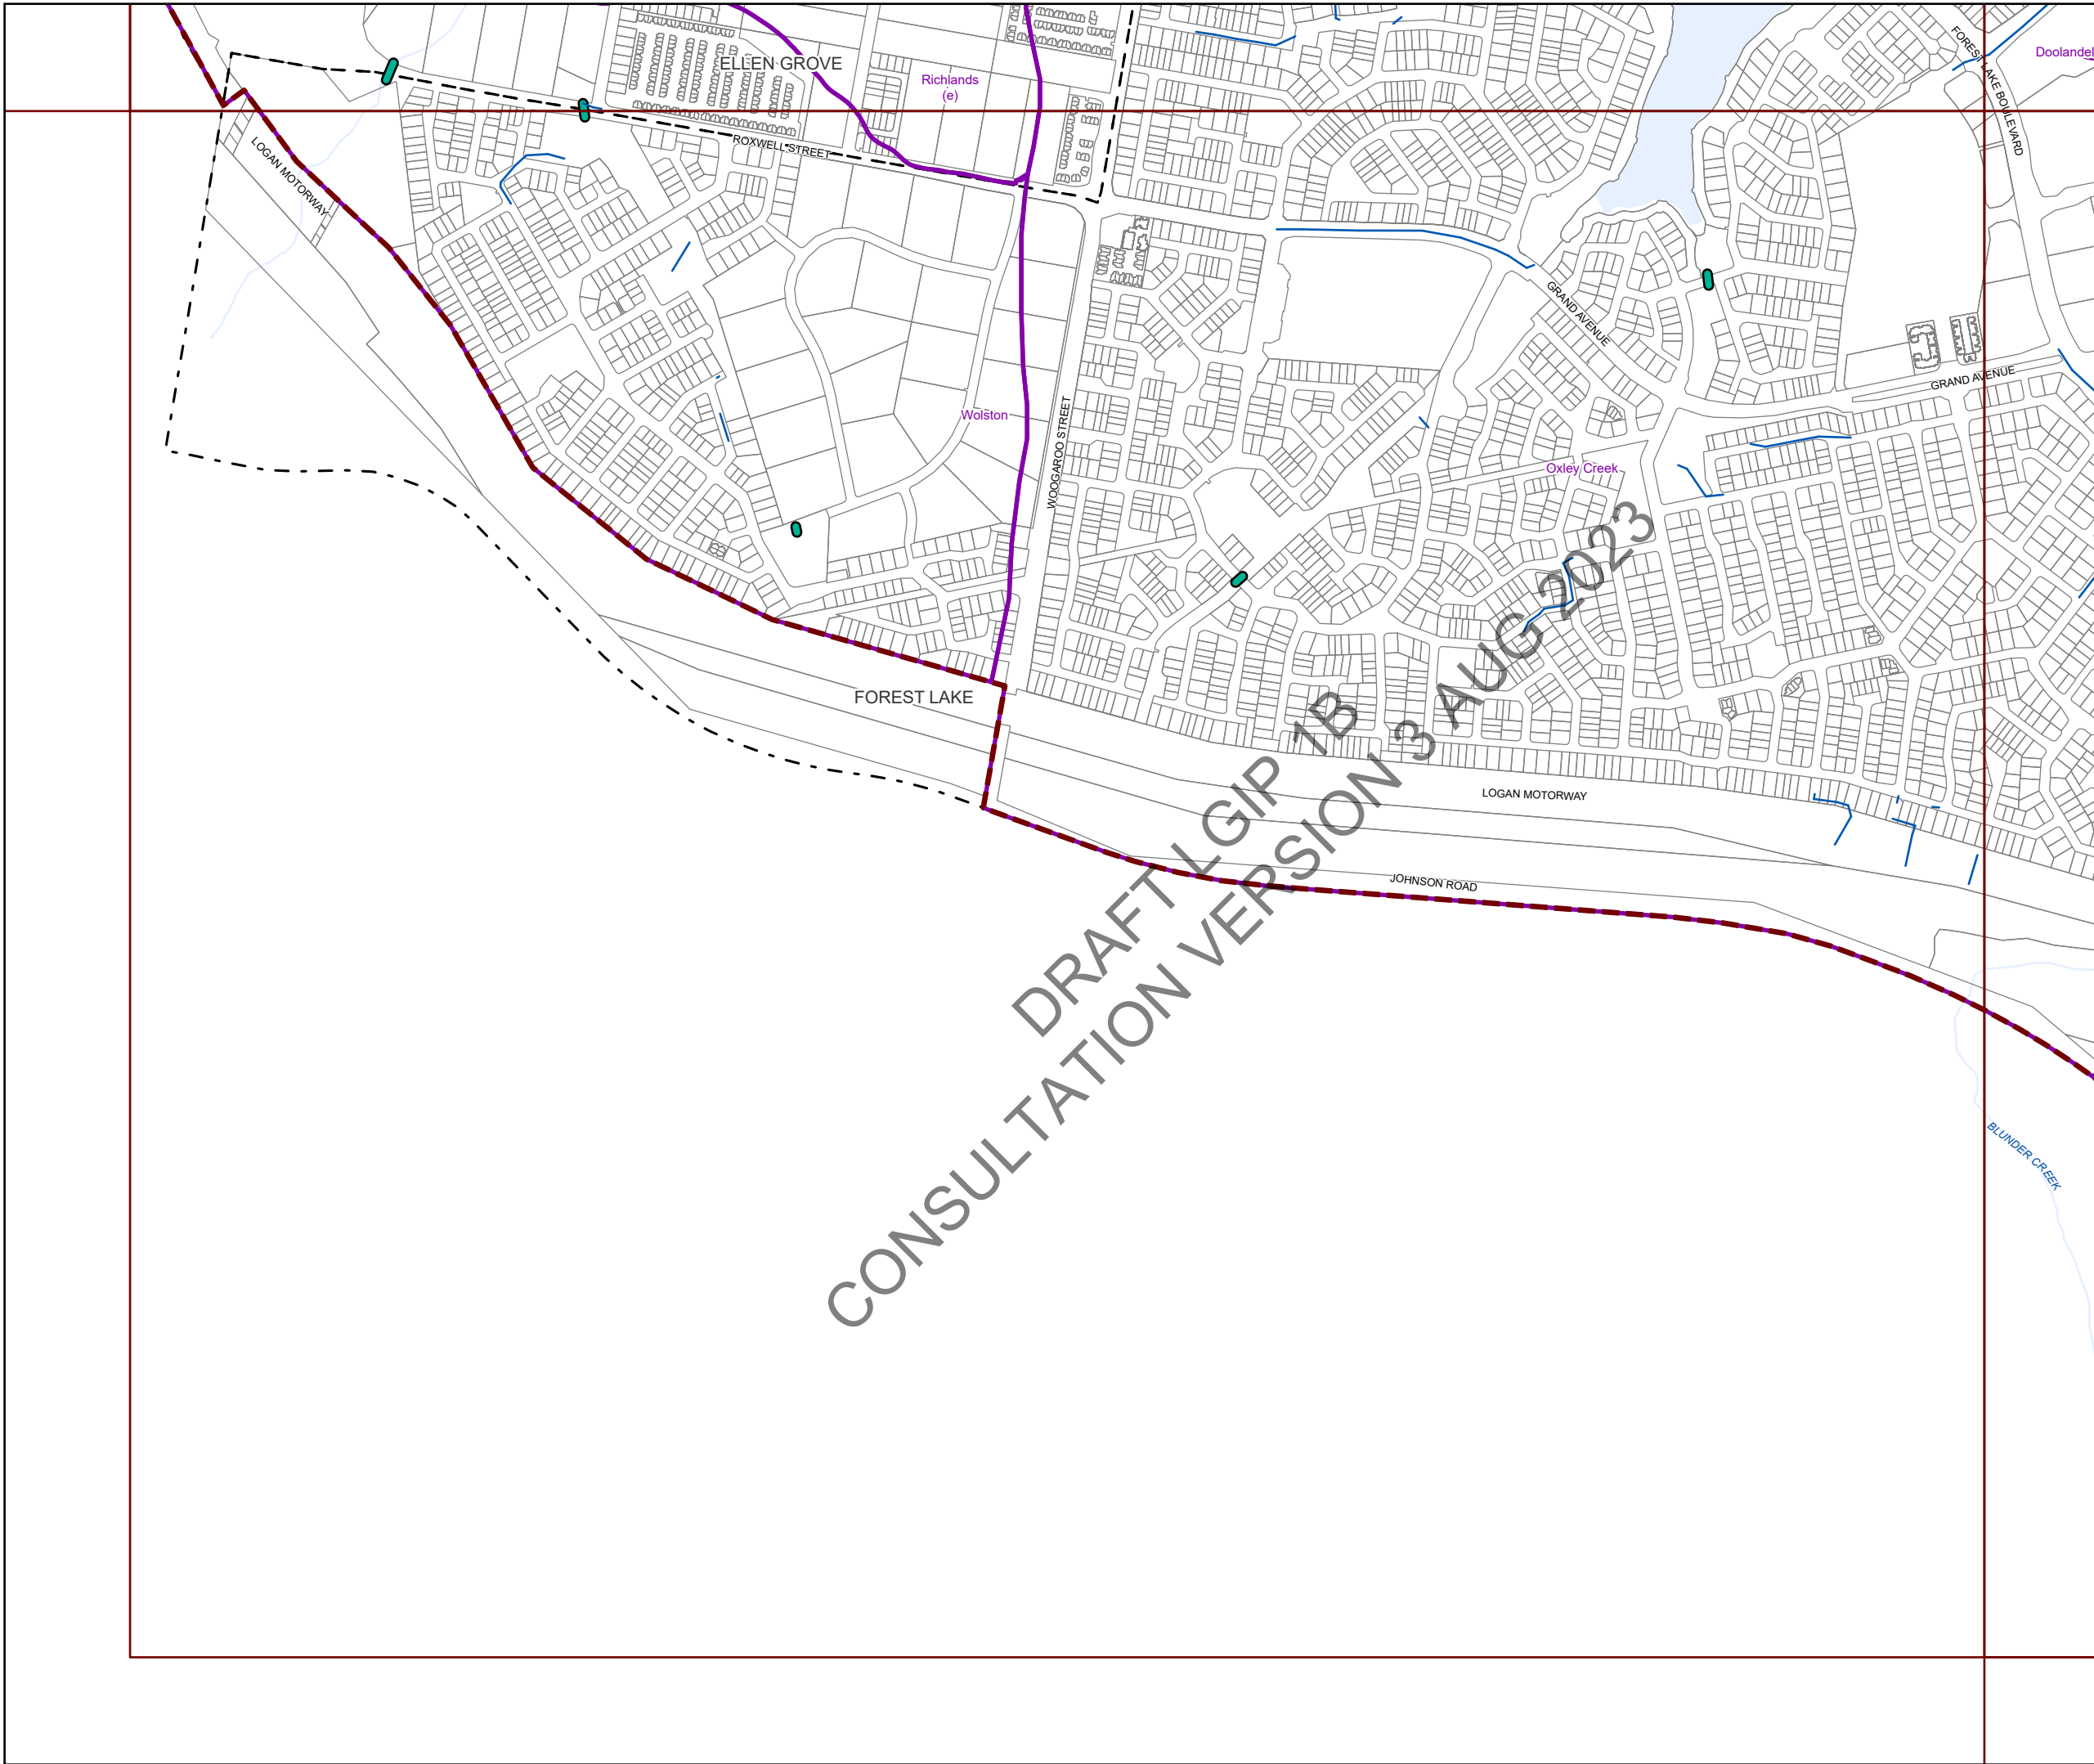 FOREST LAKE BOULEVARD
ELLEN GROVE
Richlands
(e)
ROXWELL STREET
LOGAN MOTORWAY
GRAND AVENUE
GRAND AVENUE
Wolston
WOOGAROO STREET
Oxley Creek
FOREST LAKE
LOGAN MOTORWAY
JOHNSON ROAD
DRAFT LGIP 1B
CONSULTATION VERSION 3 AUG 2023
BLUNDER CREEK